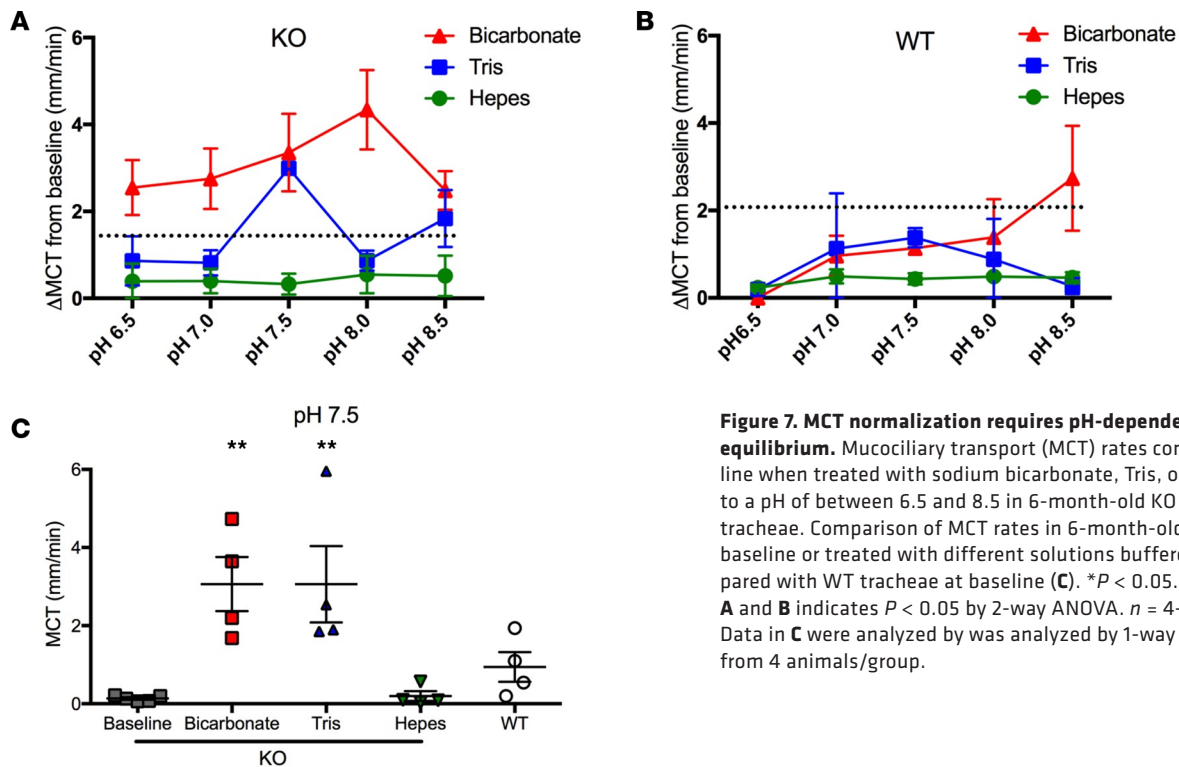 A
KO
Bicarbonate
Tris
Hepes
ΔMCT from baseline (mm/min)
6
4
2
0
pH 6.5
pH 7.0
pH 7.5
pH 8.0
pH 8.5
B
WT
Bicarbonate
Tris
Hepes
ΔMCT from baseline (mm/min)
6
4
2
0
pH6.5
pH 7.0
pH 7.5
pH 8.0
pH 8.5
C
pH 7.5
** **
MCT (mm/min)
6
4
2
0
Baseline Bicarbonate Tris Hepes WT
KO
Figure 7. MCT normalization requires pH-depende
equilibrium. Mucociliary transport (MCT) rates con
line when treated with sodium bicarbonate, Tris, o
to a pH of between 6.5 and 8.5 in 6-month-old KO
tracheae. Comparison of MCT rates in 6-month-old
baseline or treated with different solutions buffere
pared with WT tracheae at baseline (C). *P < 0.05.
A and B indicates P < 0.05 by 2-way ANOVA. n = 4-
Data in C were analyzed by was analyzed by 1-way
from 4 animals/group.